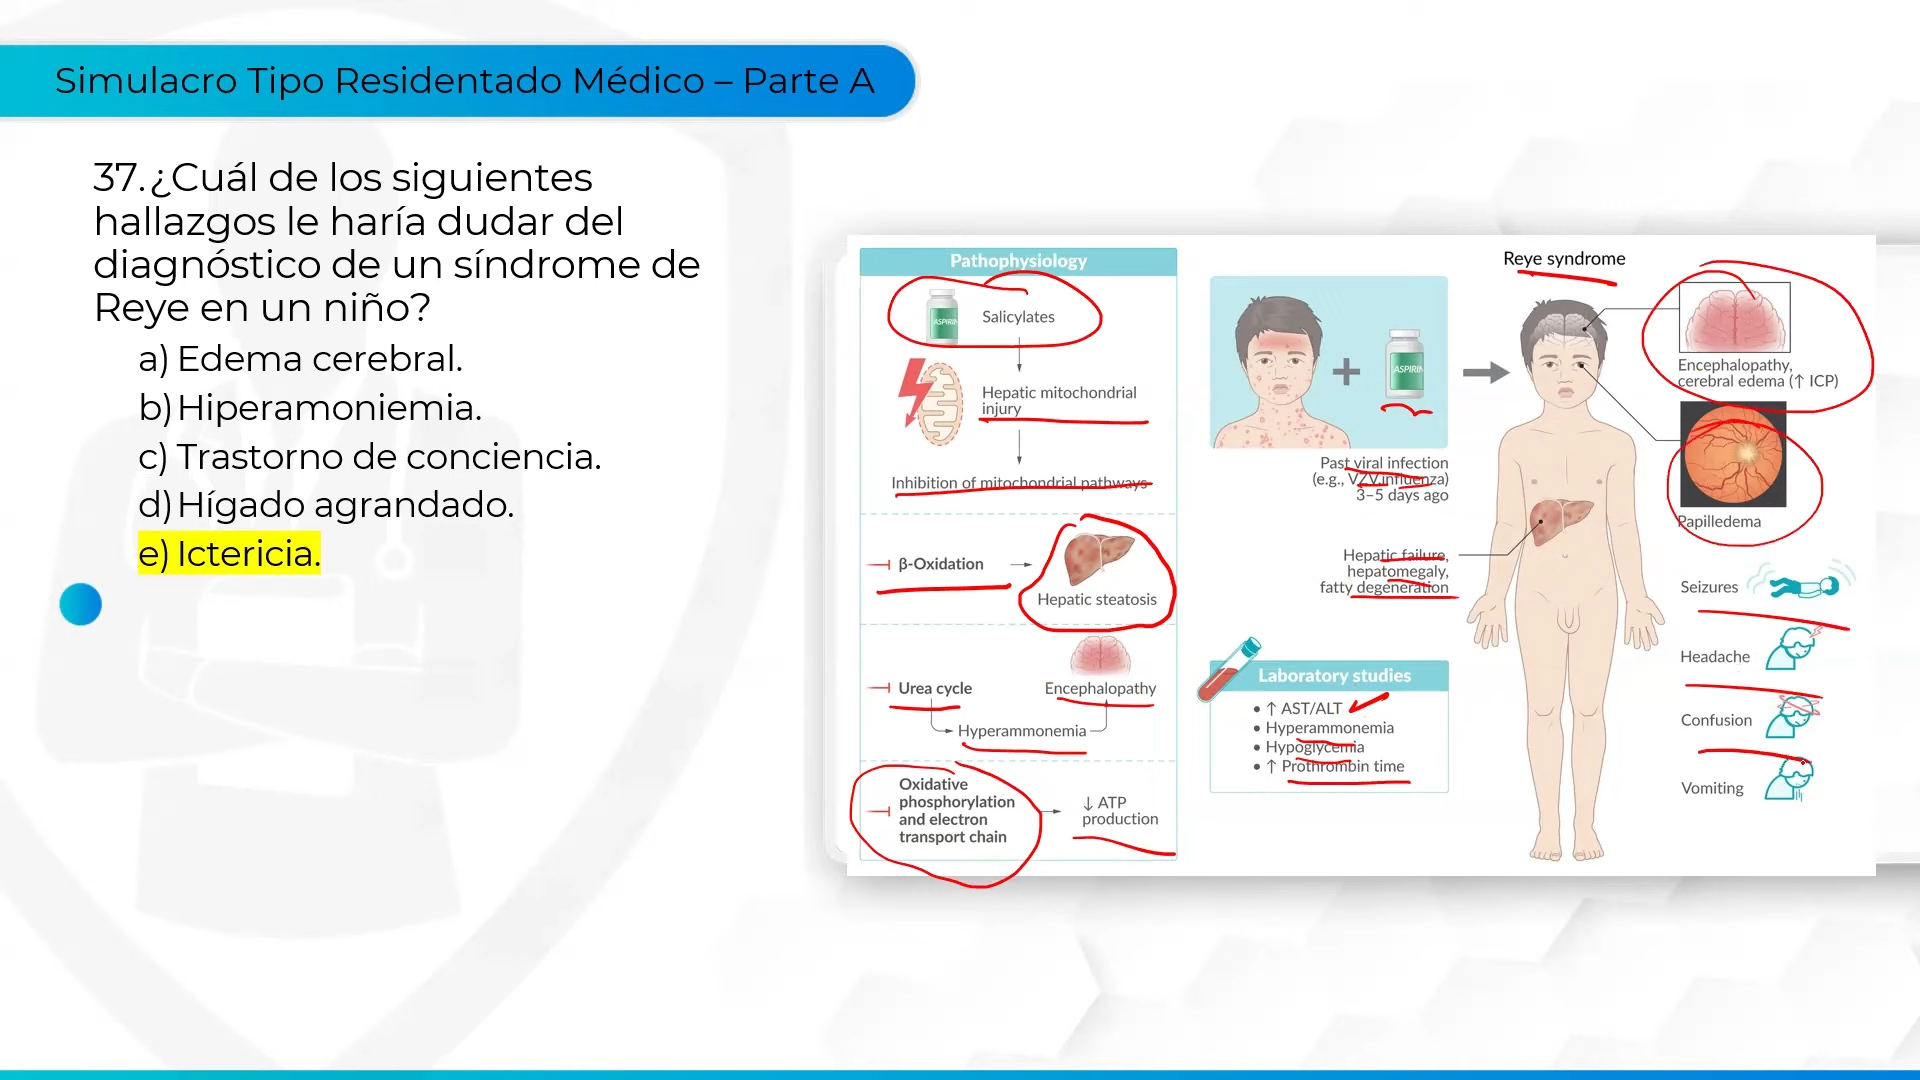 Simulacro Tipo Residentado Médico – Parte A
37. ¿Cuál de los siguientes
hallazgos le haría dudar del
diagnóstico de un síndrome de
Reye en un niño?
a) Edema cerebral.
b) Hiperamoniemia.
c) Trastorno de conciencia.
d) Hígado agrandado.
e) Ictericia.
Pathophysiology
ASPIRIN
Salicylates
Hepatic mitochondrial
injury
Inhibition of mitochondrial pathways
β-Oxidation
Hepatic steatosis
Urea cycle
Encephalopathy
Hyperammonemia
Oxidative
phosphorylation
and electron
transport chain
↓ ATP
production
ASPIRIN
Past viral infection
(e.g., VZV, influenza)
3–5 days ago
Reye syndrome
Encephalopathy,
cerebral edema (↑ ICP)
Papilledema
Hepatic failure,
hepatomegaly,
fatty degeneration
Laboratory studies
• ↑ AST/ALT
• Hyperammonemia
• Hypoglycemia
• ↑ Prothrombin time
Seizures
Headache
Confusion
Vomiting